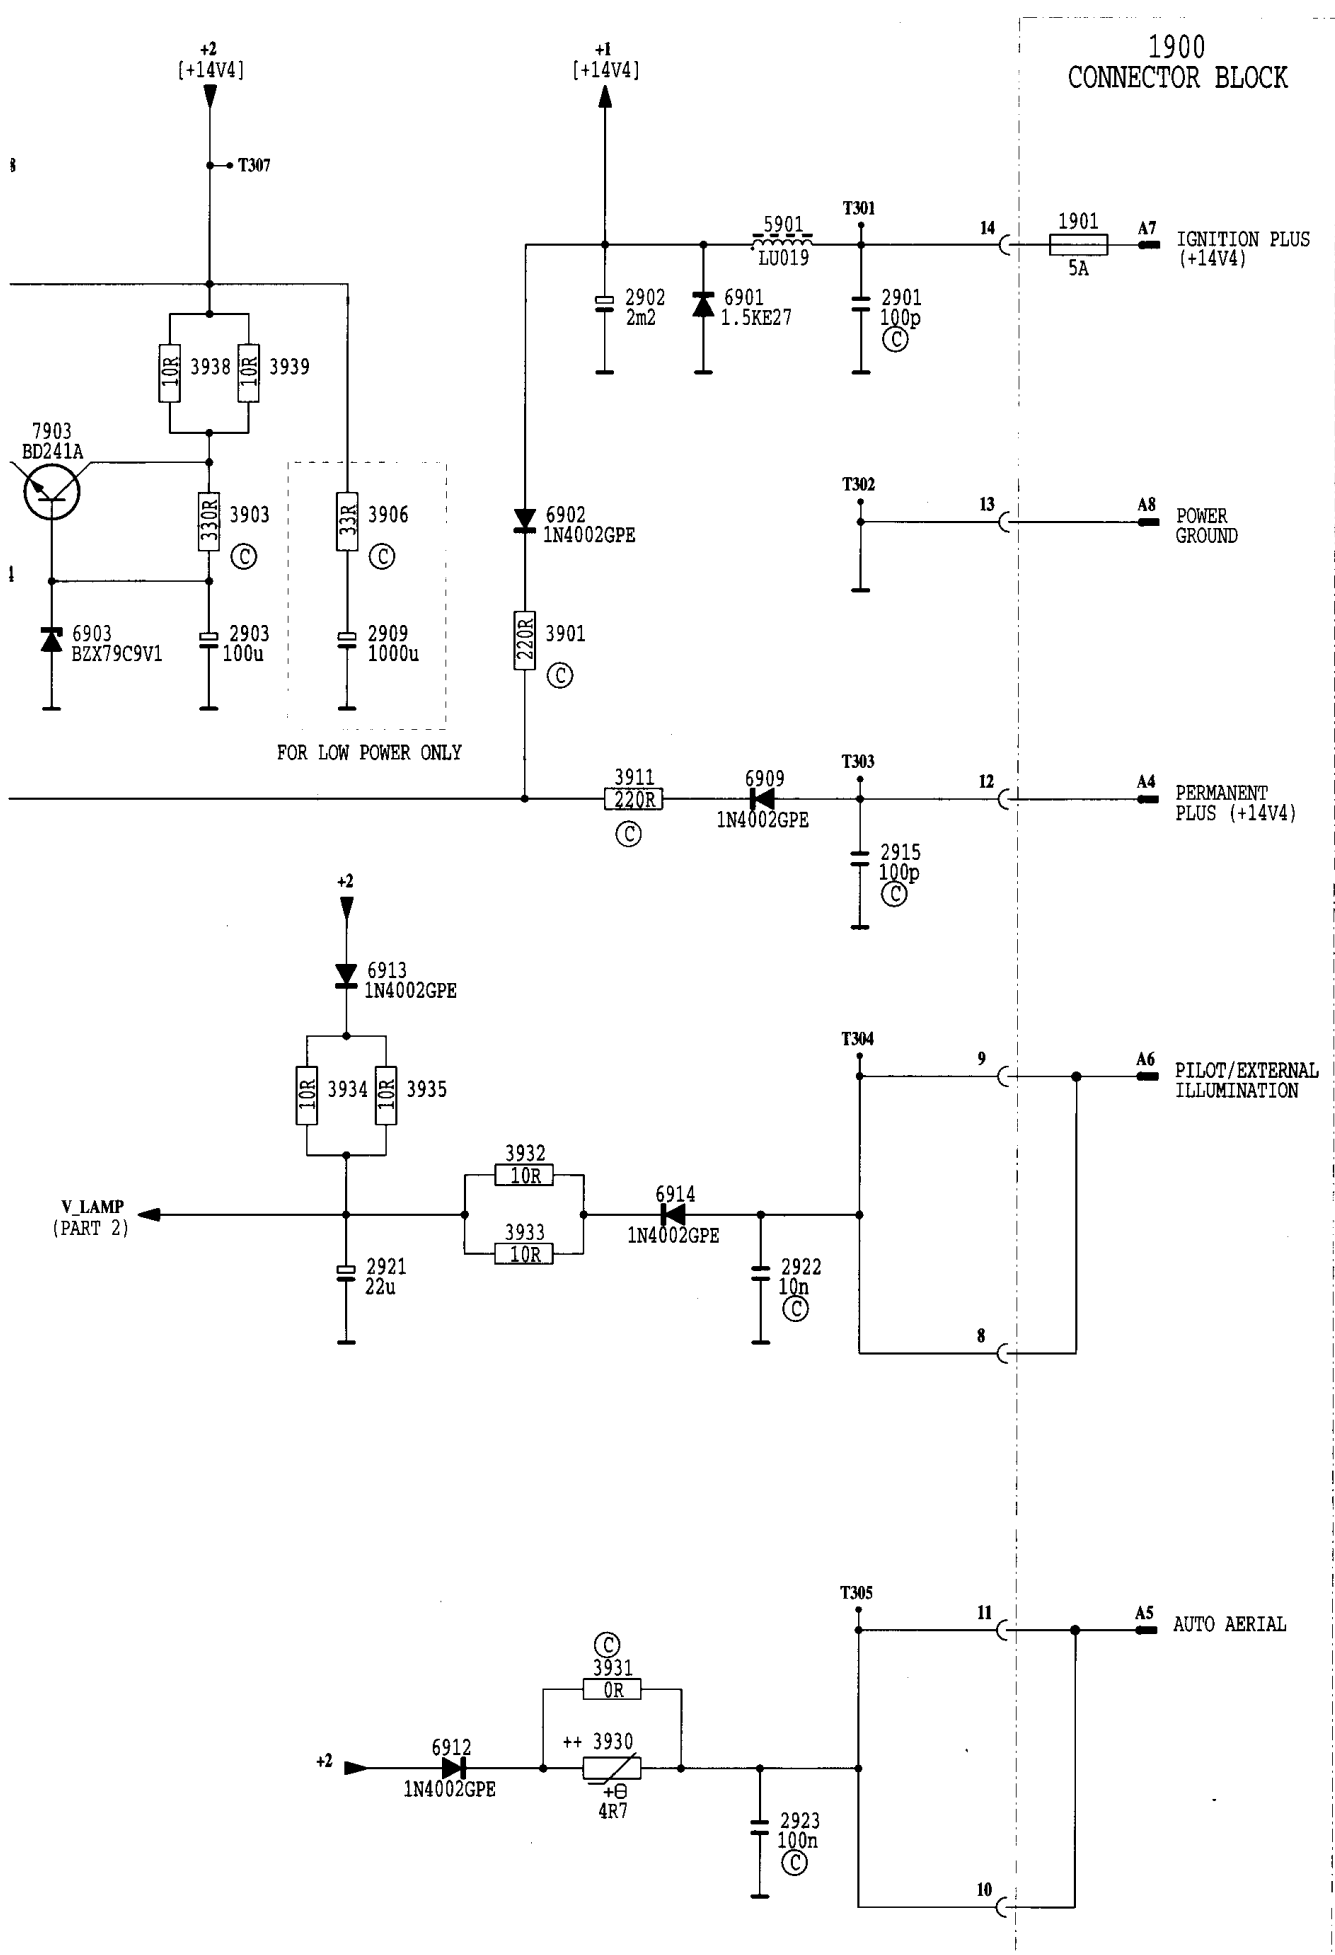 1900
CONNECTOR BLOCK
+2
[+14V4]
T307
+1
[+14V4]
T301
5901
LU019
14
1901
5A
A7
IGNITION PLUS
(+14V4)
2902
2m2
6901
1.5KE27
2901
100p
C
10R
3938
10R
3939
7903
BD241A
330R
3903
C
33R
3906
C
6903
BZX79C9V1
2903
100u
2909
1000u
FOR LOW POWER ONLY
6902
1N4002GPE
220R
3901
C
T302
13
A8
POWER
GROUND
3911
220R
C
6909
1N4002GPE
T303
12
A4
PERMANENT
PLUS (+14V4)
2915
100p
C
+2
6913
1N4002GPE
10R
3934
10R
3935
T304
9
A6
PILOT/EXTERNAL
ILLUMINATION
V_LAMP
(PART 2)
3932
10R
3933
10R
6914
1N4002GPE
2921
22u
2922
10n
C
8
T305
11
A5
AUTO AERIAL
C
3931
0R
+2
6912
1N4002GPE
++ 3930
+Θ
4R7
2923
100n
C
10